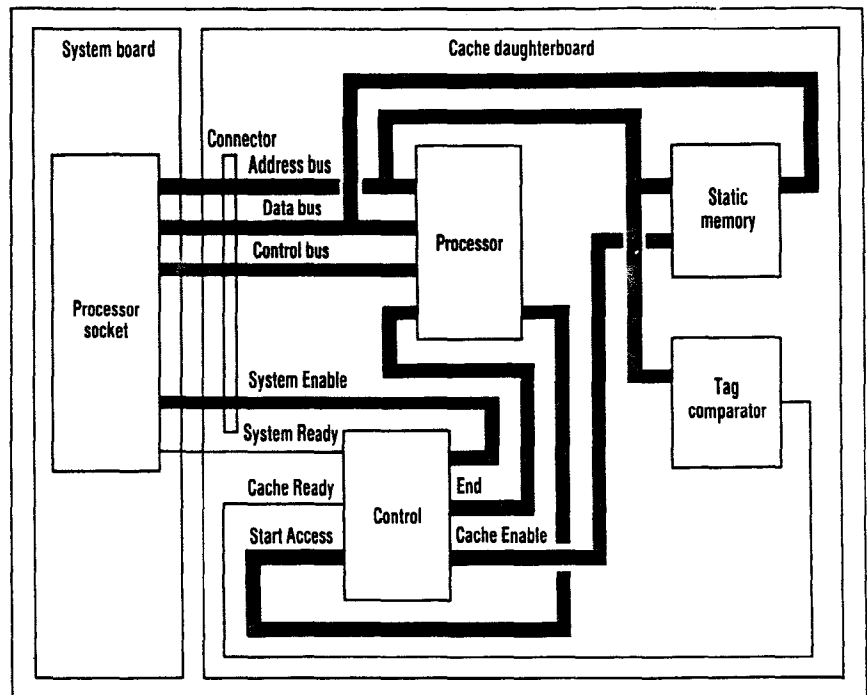 System board
Cache daughterboard
Connector
Address bus
Data bus
Control bus
Processor
Static
memory
Processor
socket
Tag
comparator
System Enable
System Ready
Cache Ready
End
Control
Start Access
Cache Enable